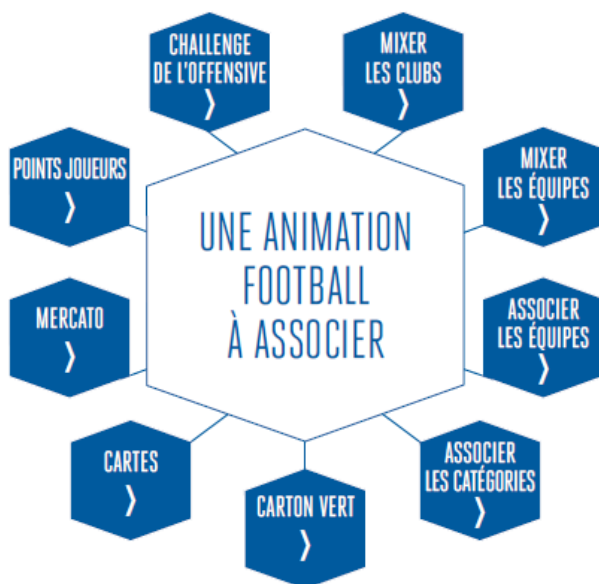 CHALLENGE
DE L'OFFENSIVE
MIXER
LES CLUBS
POINTS JOUEURS
MIXER
LES ÉQUIPES
UNE ANIMATION
FOOTBALL
À ASSOCIER
MERCATO
ASSOCIER
LES ÉQUIPES
CARTES
ASSOCIER
LES CATÉGORIES
CARTON VERT